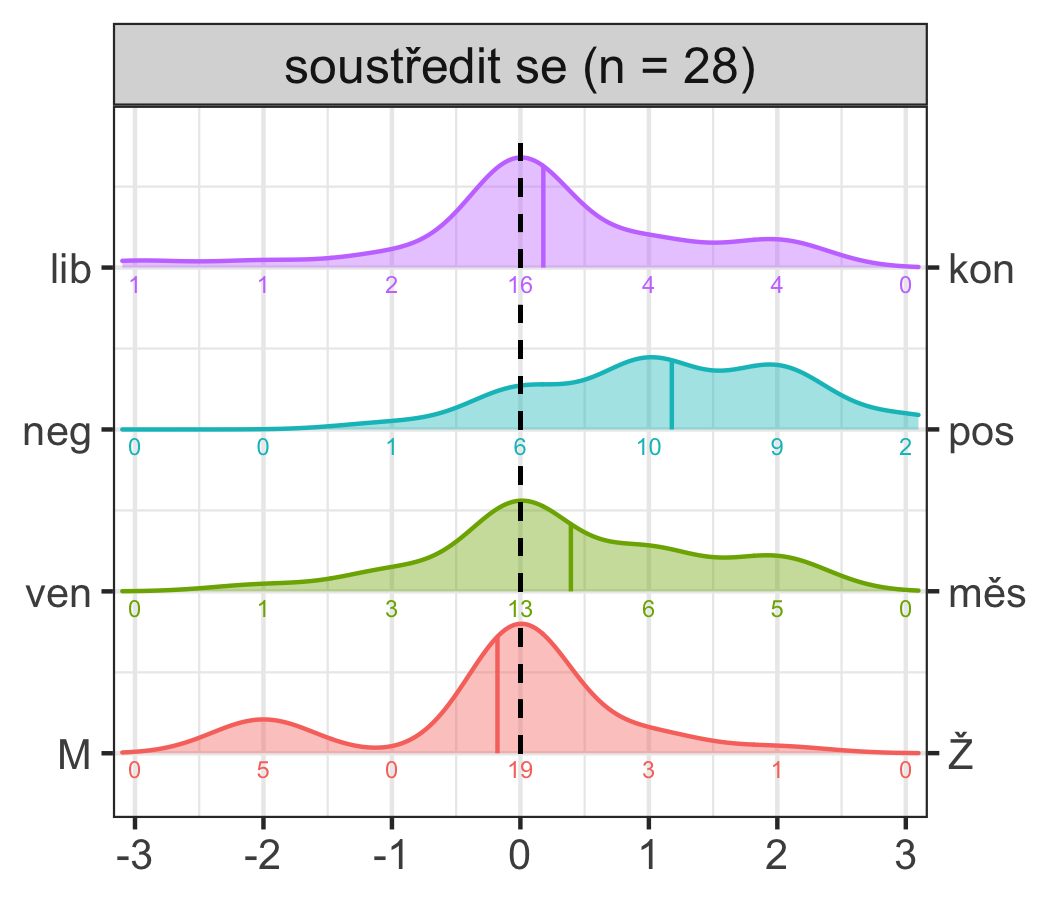 soustředit se (n = 28)
lib kon
1 1 2 16 4 4 0
neg pos
0 0 1 6 10 9 2
ven měs
0 1 3 13 6 5 0
M Ž
0 5 0 19 3 1 0
-3 -2 -1 0 1 2 3